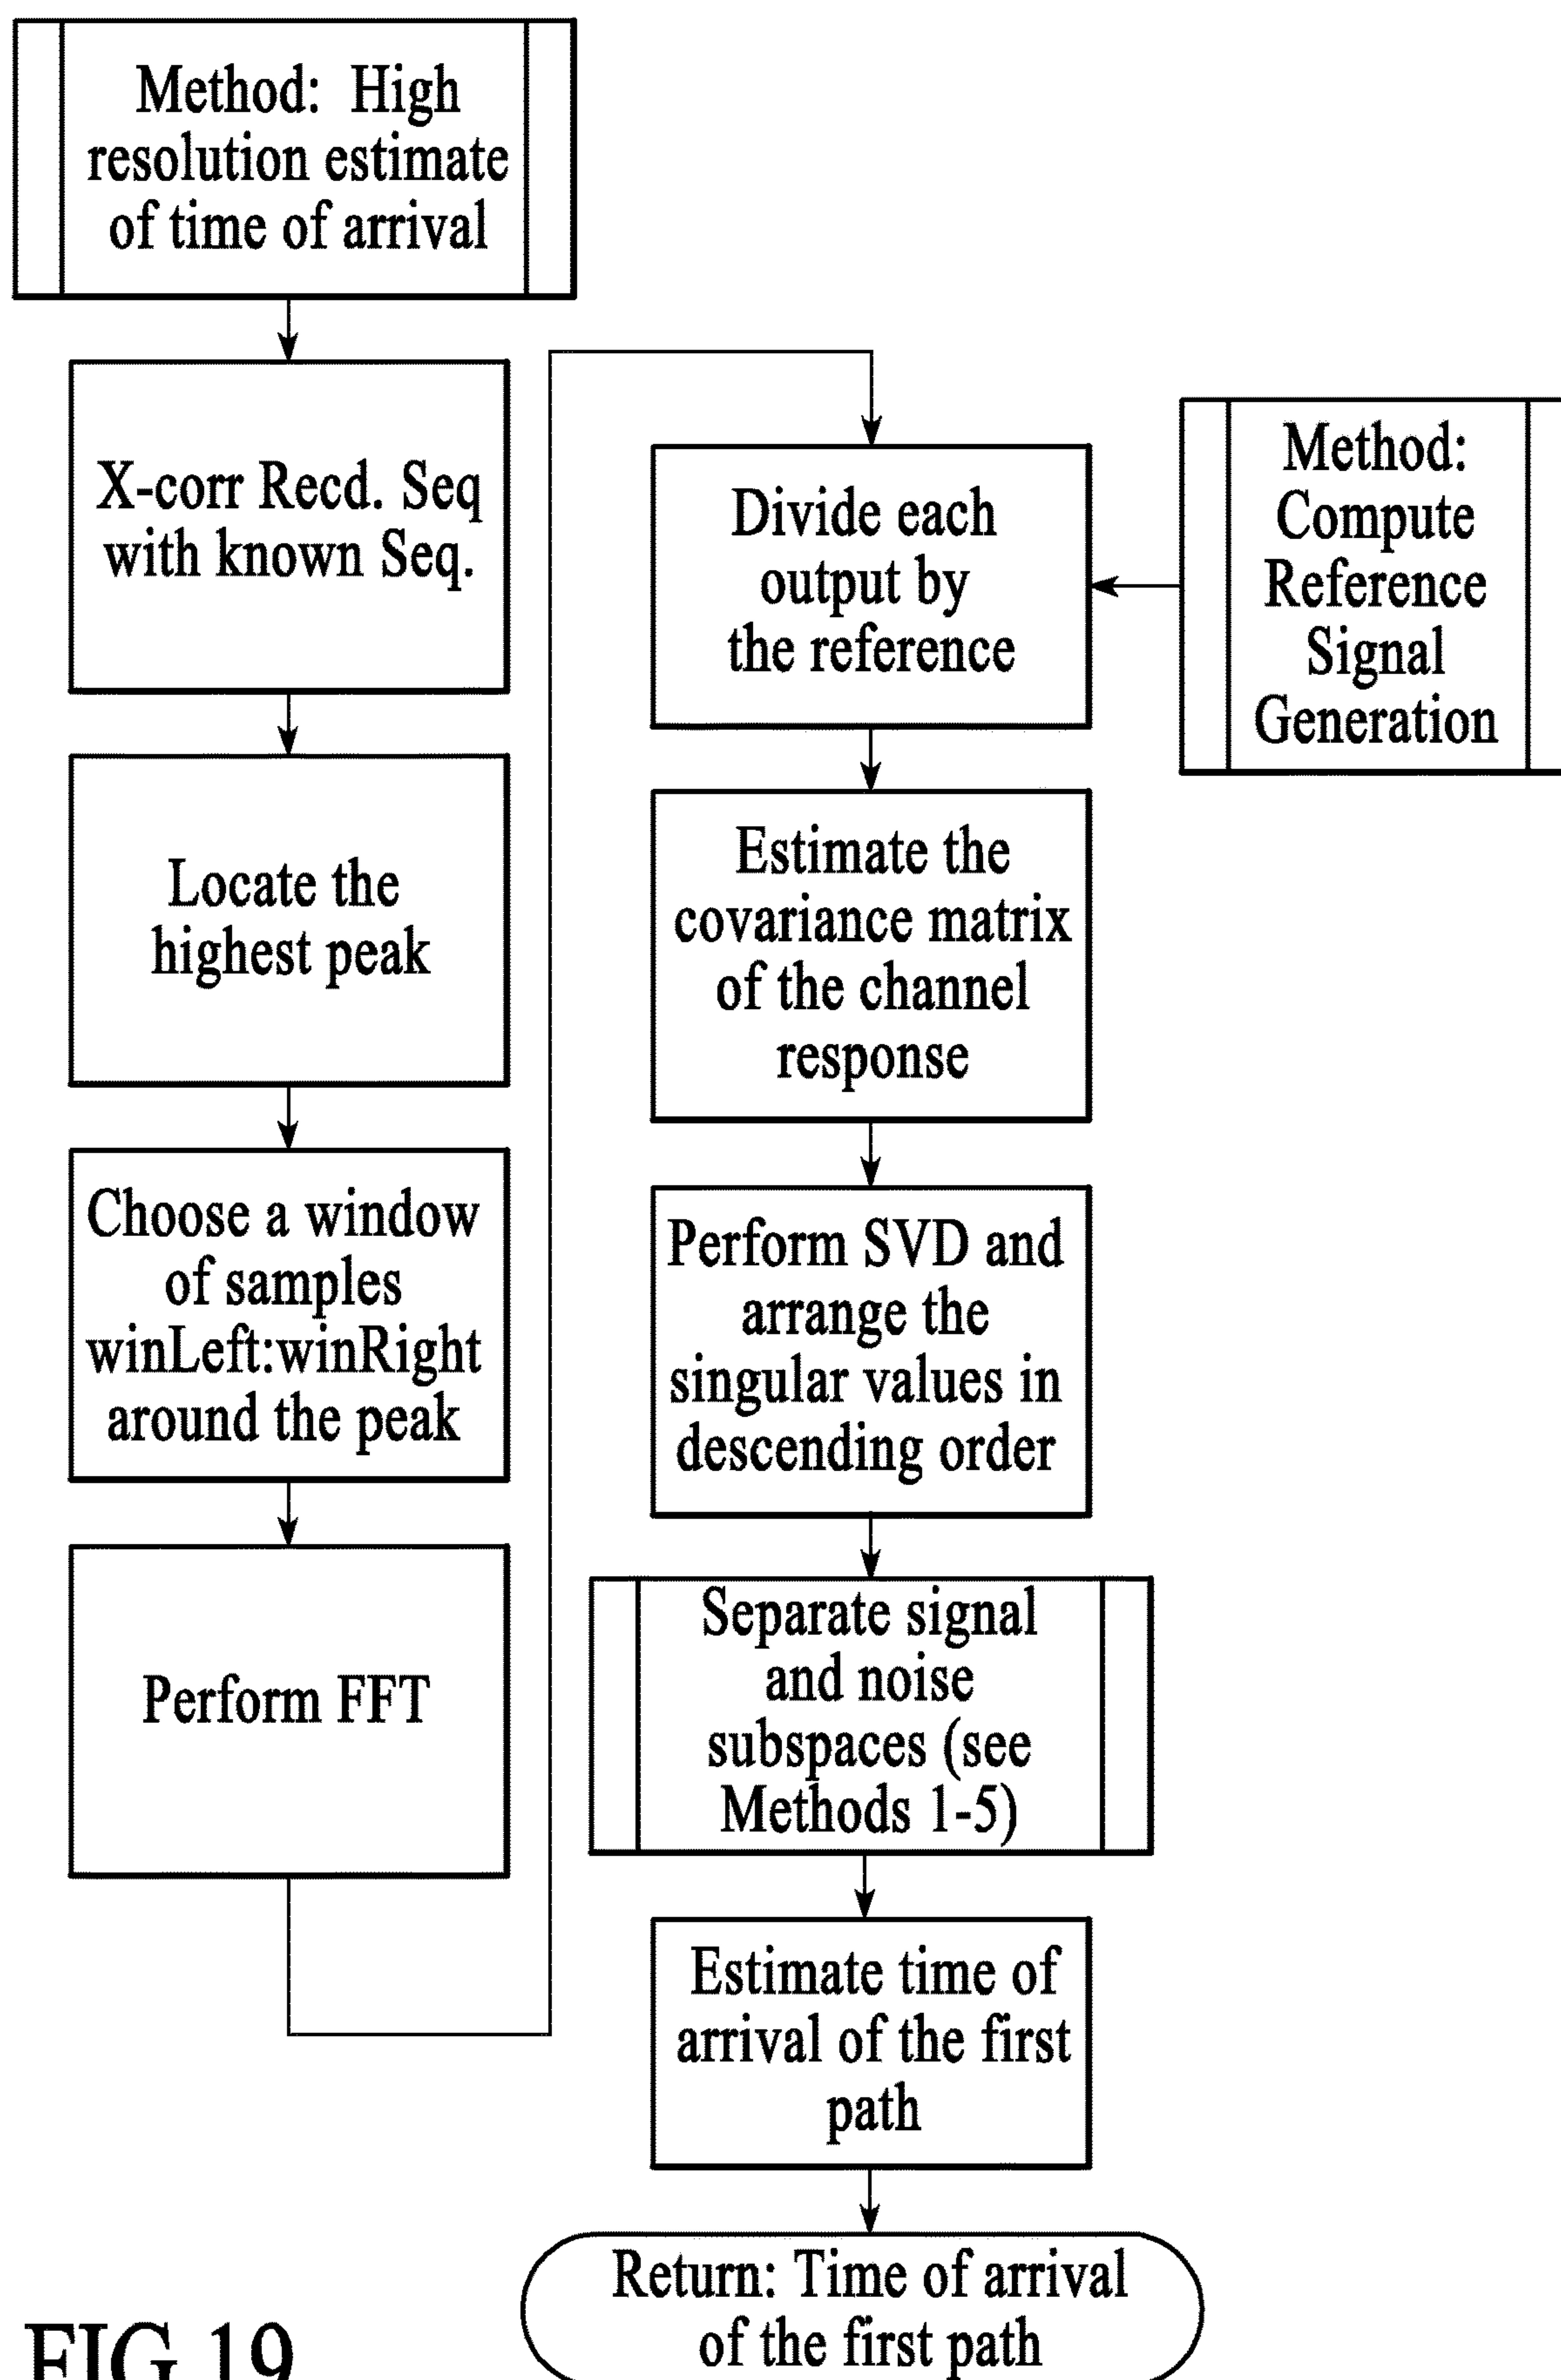 Method: High
resolution estimate
of time of arrival
X-corr Recd. Seq
with known Seq.
Locate the
highest peak
Choose a window
of samples
winLeft:winRight
around the peak
Perform FFT
Divide each
output by
the reference
Method:
Compute
Reference
Signal
Generation
Estimate the
covariance matrix
of the channel
response
Perform SVD and
arrange the
singular values in
descending order
Separate signal
and noise
subspaces (see
Methods 1-5)
Estimate time of
arrival of the first
path
Return: Time of arrival
of the first path
FIG 19